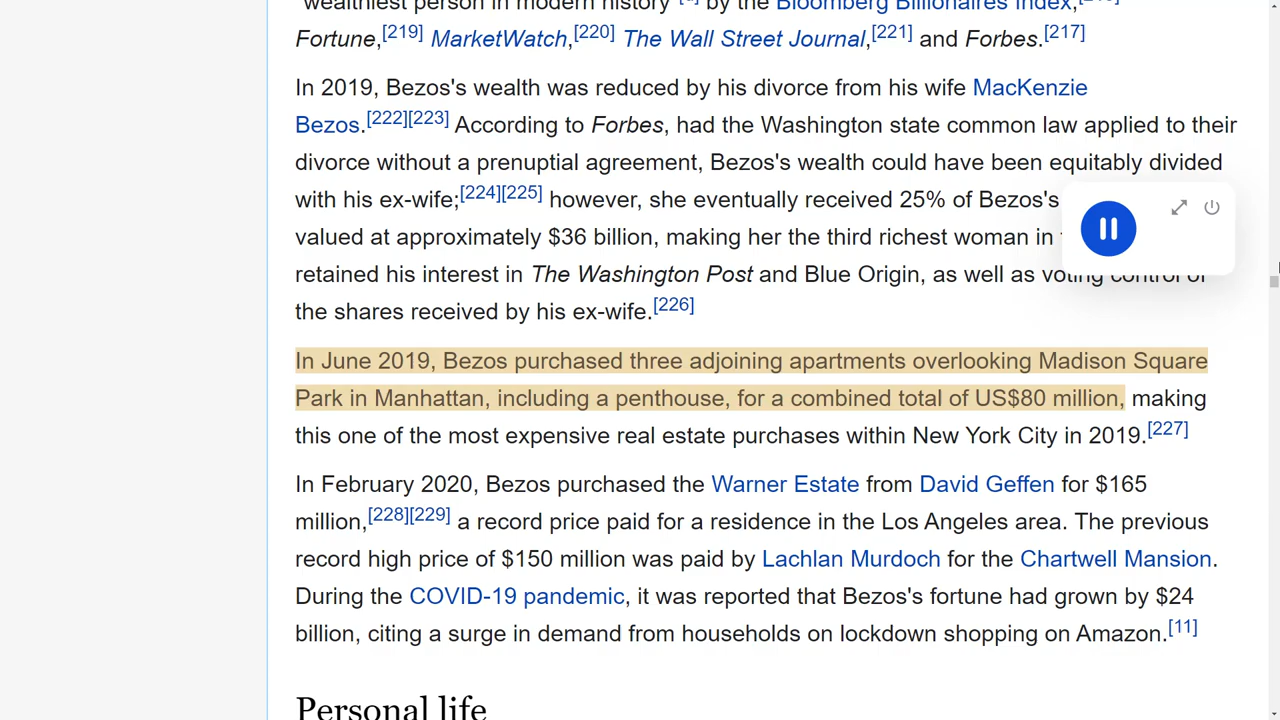 "wealthiest person in modern history" by the Bloomberg Billionaires Index,
Fortune,[219] MarketWatch,[220] The Wall Street Journal,[221] and Forbes.[217]
In 2019, Bezos's wealth was reduced by his divorce from his wife MacKenzie
Bezos.[222][223] According to Forbes, had the Washington state common law applied to their
divorce without a prenuptial agreement, Bezos's wealth could have been equitably divided
with his ex-wife;[224][225] however, she eventually received 25% of Bezos's
valued at approximately $36 billion, making her the third richest woman in
retained his interest in The Washington Post and Blue Origin, as well as voting control of
the shares received by his ex-wife.[226]
In June 2019, Bezos purchased three adjoining apartments overlooking Madison Square
Park in Manhattan, including a penthouse, for a combined total of US$80 million, making
this one of the most expensive real estate purchases within New York City in 2019.[227]
In February 2020, Bezos purchased the Warner Estate from David Geffen for $165
million,[228][229] a record price paid for a residence in the Los Angeles area. The previous
record high price of $150 million was paid by Lachlan Murdoch for the Chartwell Mansion.
During the COVID-19 pandemic, it was reported that Bezos's fortune had grown by $24
billion, citing a surge in demand from households on lockdown shopping on Amazon.[11]
Personal life